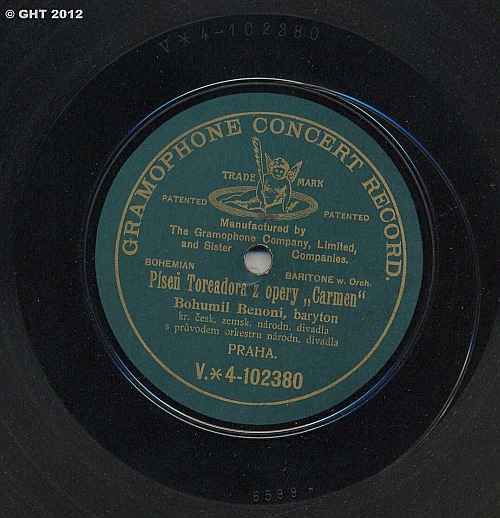 © GHT 2012
V*4-102380
GRAMOPHONE CONCERT RECORD.
TRADE MARK
PATENTED PATENTED
Manufactured by
The Gramophone Company, Limited,
and Sister Companies.
BOHEMIAN BARITONE w. Orch.
Píseň Toreadora z opery „Carmen“
Bohumil Benoni, baryton
kr. česk. zemsk. národn. divadla
s průvodem orkestru národn. divadla
PRAHA.
V.*4-102380
6599